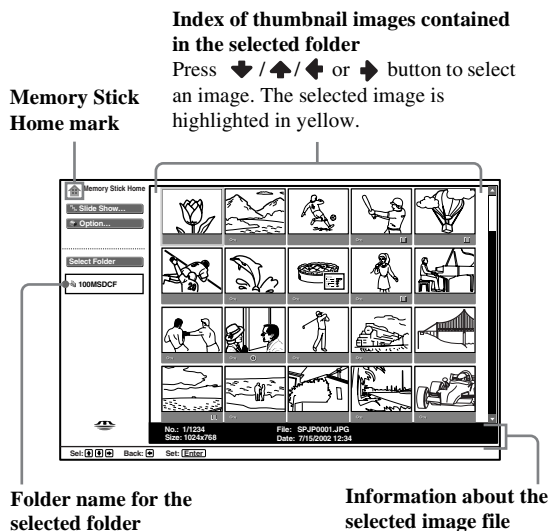 Index of thumbnail images contained
in the selected folder
Press / / / or button to select
an image. The selected image is
highlighted in yellow.
Memory Stick
Home mark
Memory Stick Home
Slide Show...
Option...
Select Folder
100MSDCF
No.: 1/1234 File: SPJP0001.JPG
Size: 1024x768 Date: 7/15/2002 12:34
Sel: Back: Set: Enter
Folder name for the
selected folder
Information about the
selected image file